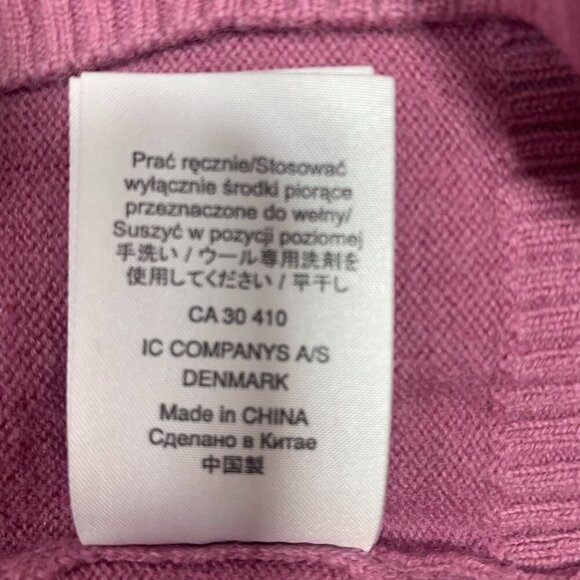 Prać ręcznie/Stosować
wyłącznie środki piorące
przeznaczone do wełny/
Suszyć w pozycji poziomej
手洗い/ウール専用洗剤を
使用してください/平干し
CA 30 410
IC COMPANYS A/S
DENMARK
Made in CHINA
Сделано в Китае
中国製